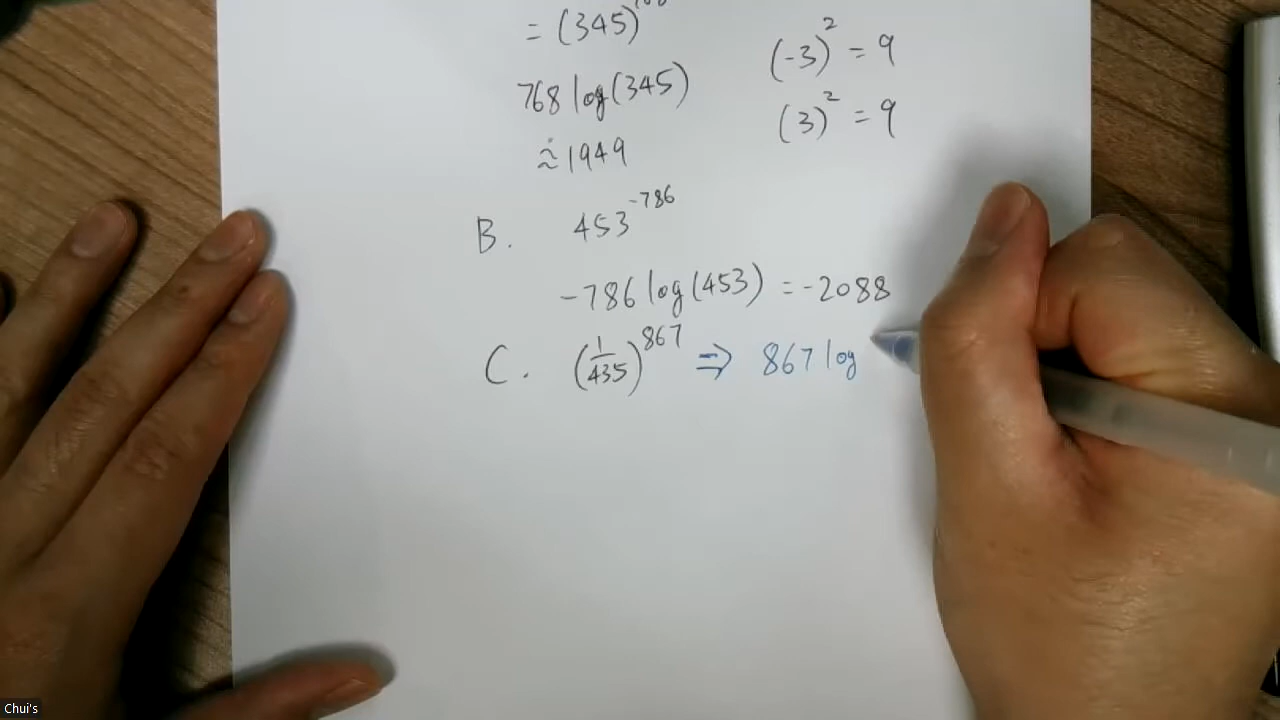 = (345)
(-3)² = 9
768 log(345)
(3)² = 9
≈ 1949
B. 453^-786
-786 log(453) = -2088
C. (1/435)^867 ⇒ 867 log
Chui's